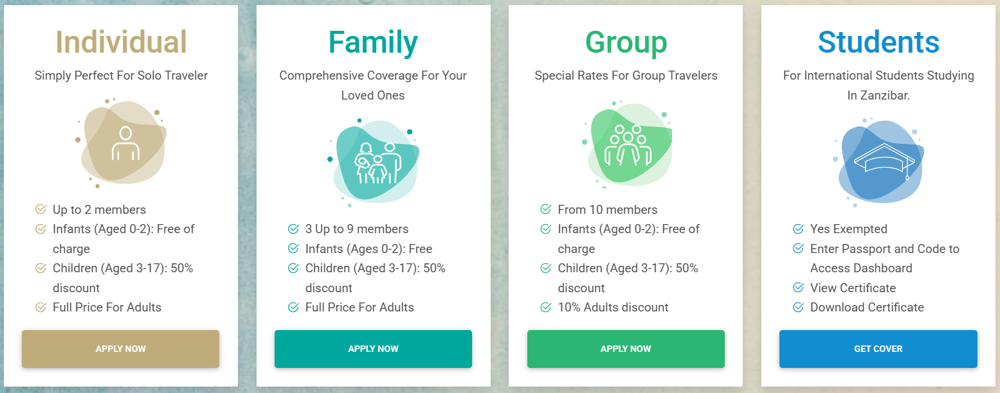 Individual
Simply Perfect For Solo Traveler
Up to 2 members
Infants (Aged 0-2): Free of
charge
Children (Aged 3-17): 50%
discount
Full Price For Adults
APPLY NOW
Family
Comprehensive Coverage For Your
Loved Ones
3 Up to 9 members
Infants (Ages 0-2): Free
Children (Aged 3-17): 50%
discount
Full Price For Adults
APPLY NOW
Group
Special Rates For Group Travelers
From 10 members
Infants (Aged 0-2): Free of
charge
Children (Aged 3-17): 50%
discount
10% Adults discount
APPLY NOW
Students
For International Students Studying
In Zanzibar.
Yes Exempted
Enter Passport and Code to
Access Dashboard
View Certificate
Download Certificate
GET COVER